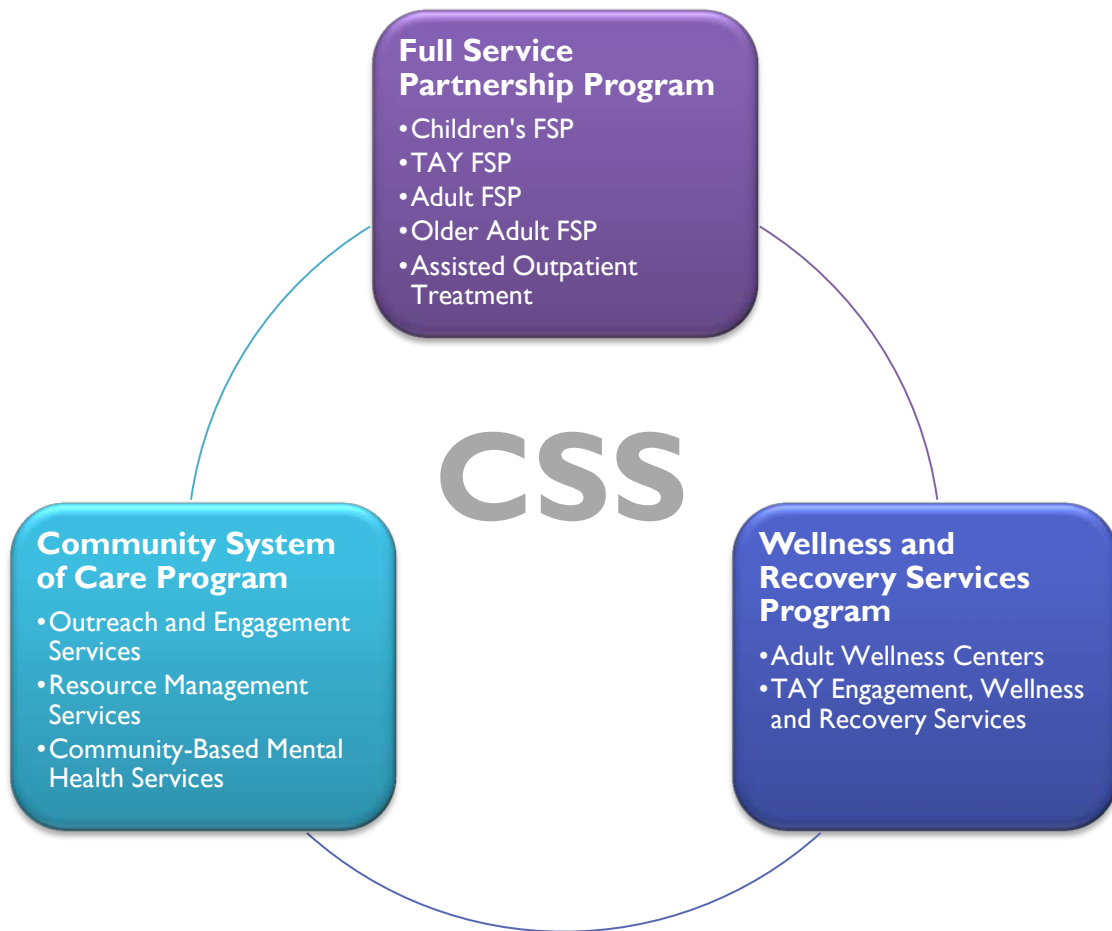 Full Service
Partnership Program
•Children's FSP
•TAY FSP
•Adult FSP
•Older Adult FSP
•Assisted Outpatient
Treatment
CSS
Community System
of Care Program
•Outreach and Engagement
Services
•Resource Management
Services
•Community-Based Mental
Health Services
Wellness and
Recovery Services
Program
•Adult Wellness Centers
•TAY Engagement, Wellness
and Recovery Services